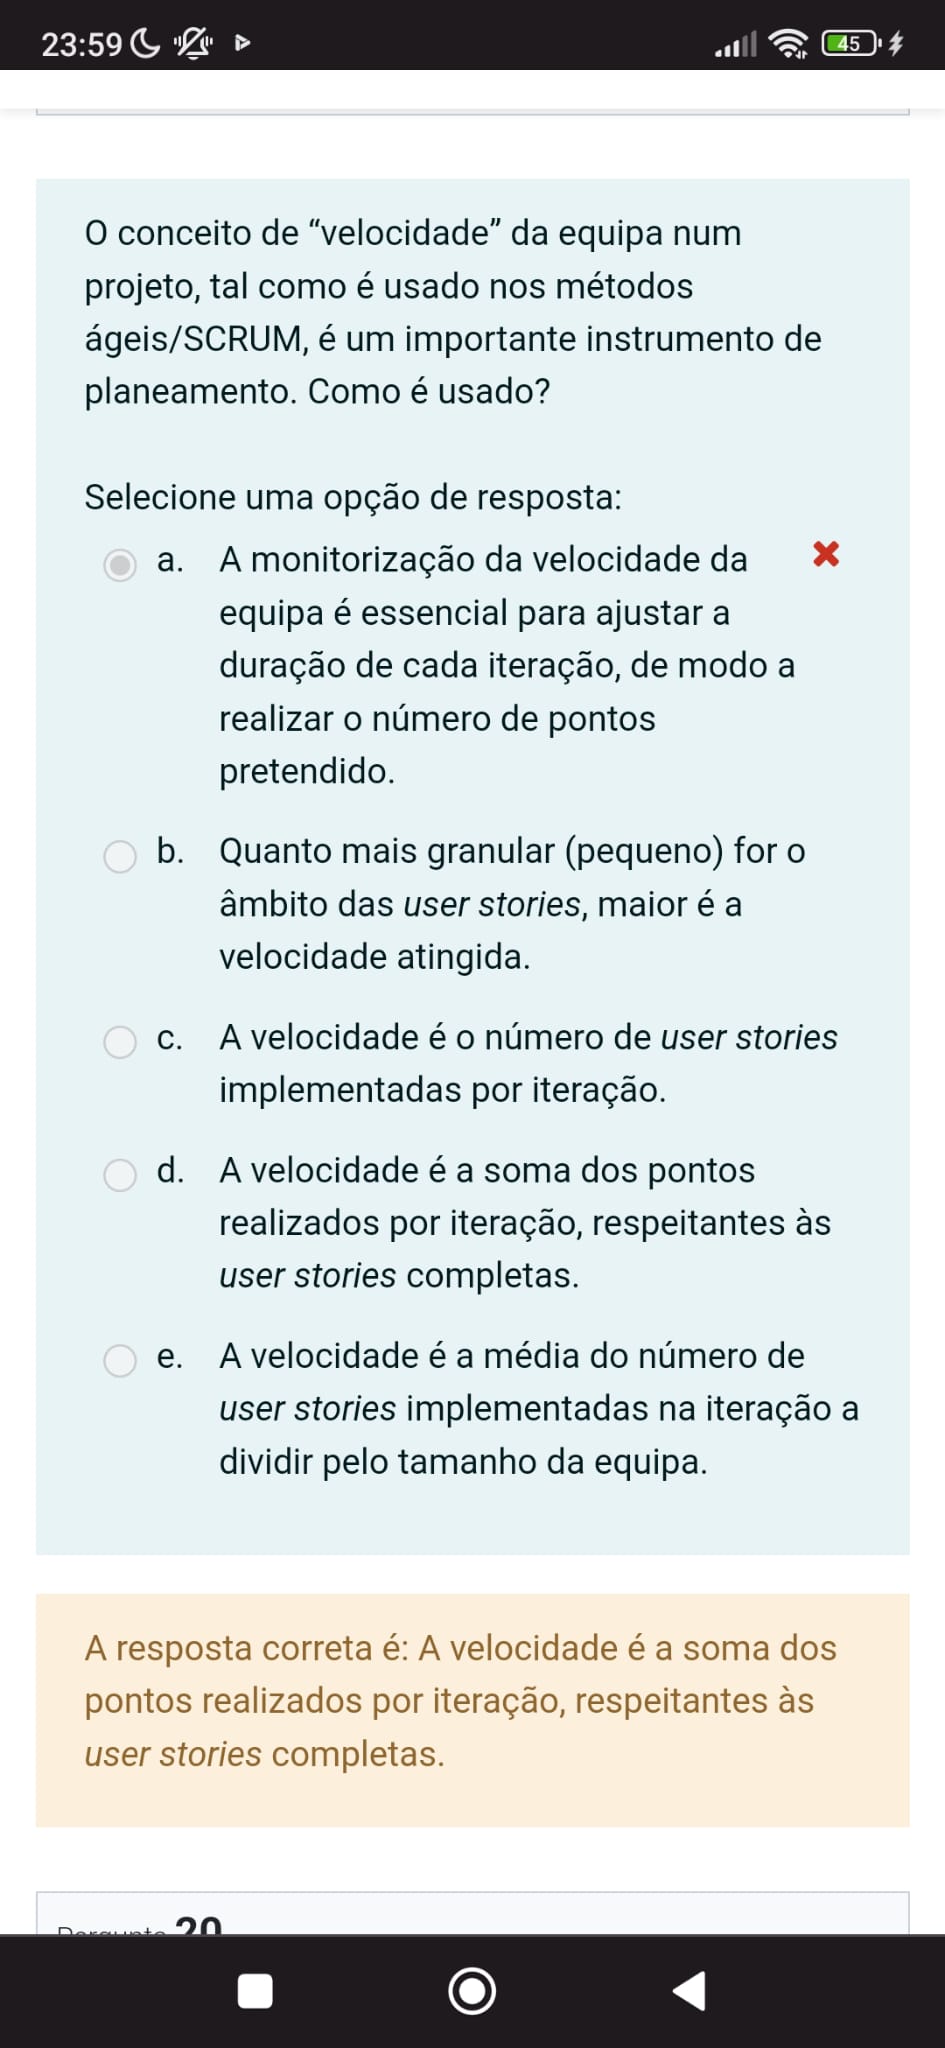 23:59
45
O conceito de “velocidade” da equipa num
projeto, tal como é usado nos métodos
ágeis/SCRUM, é um importante instrumento de
planeamento. Como é usado?
Selecione uma opção de resposta:
a. A monitorização da velocidade da
equipa é essencial para ajustar a
duração de cada iteração, de modo a
realizar o número de pontos
pretendido.
b. Quanto mais granular (pequeno) for o
âmbito das user stories, maior é a
velocidade atingida.
c. A velocidade é o número de user stories
implementadas por iteração.
d. A velocidade é a soma dos pontos
realizados por iteração, respeitantes às
user stories completas.
e. A velocidade é a média do número de
user stories implementadas na iteração a
dividir pelo tamanho da equipa.
A resposta correta é: A velocidade é a soma dos
pontos realizados por iteração, respeitantes às
user stories completas.
Pergunta 20